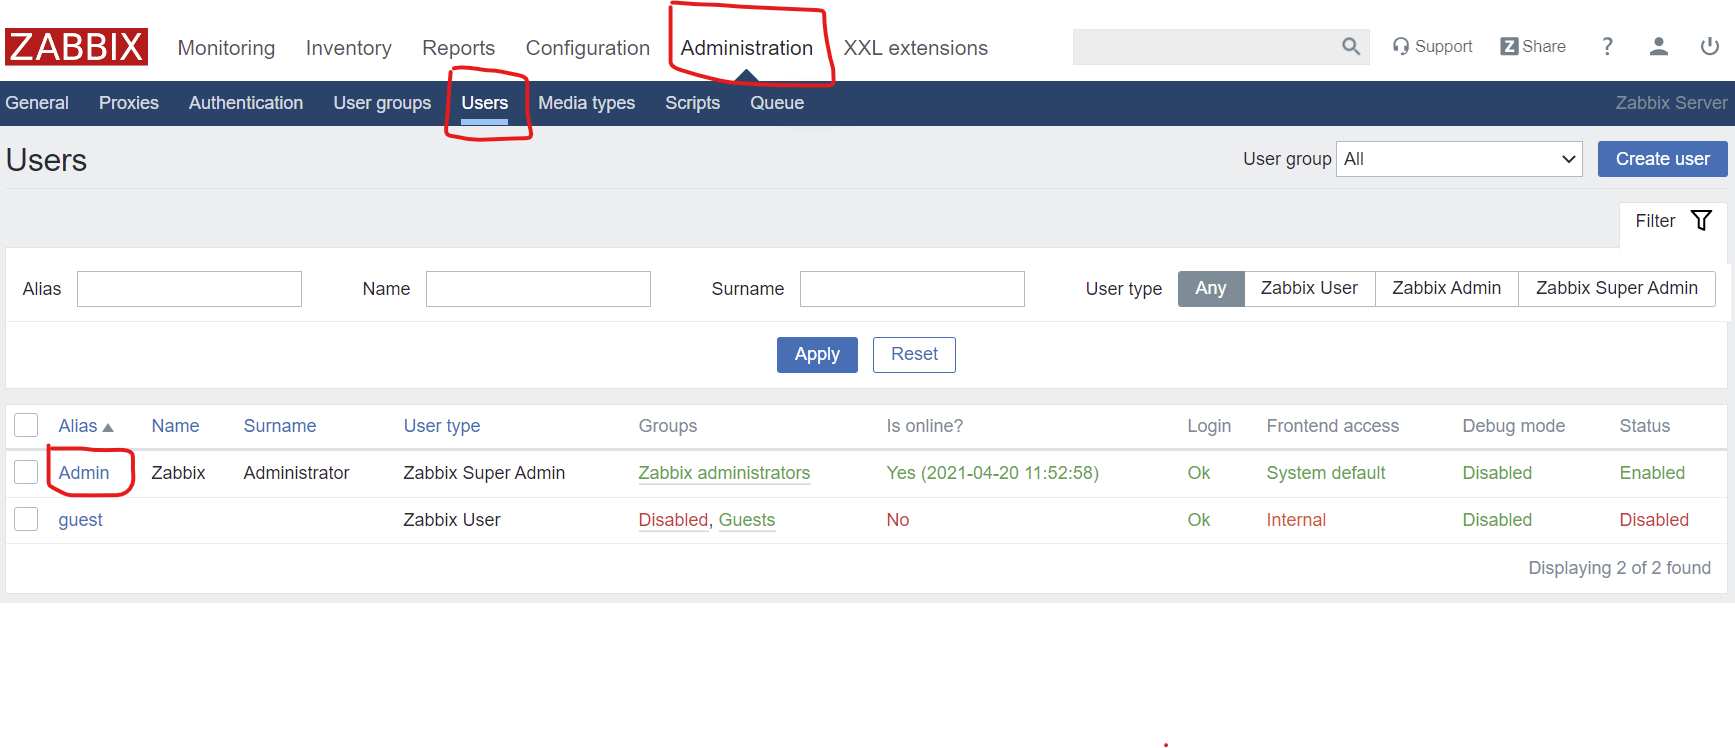 ZABBIX Monitoring Inventory Reports Configuration Administration XXL extensions Support Z Share ?
General Proxies Authentication User groups Users Media types Scripts Queue Zabbix Server
Users User group All Create user
Filter
Alias Name Surname User type Any Zabbix User Zabbix Admin Zabbix Super Admin
Apply Reset
Alias Name Surname User type Groups Is online? Login Frontend access Debug mode Status
Admin Zabbix Administrator Zabbix Super Admin Zabbix administrators Yes (2021-04-20 11:52:58) Ok System default Disabled Enabled
guest Zabbix User Disabled, Guests No Ok Internal Disabled Disabled
Displaying 2 of 2 found